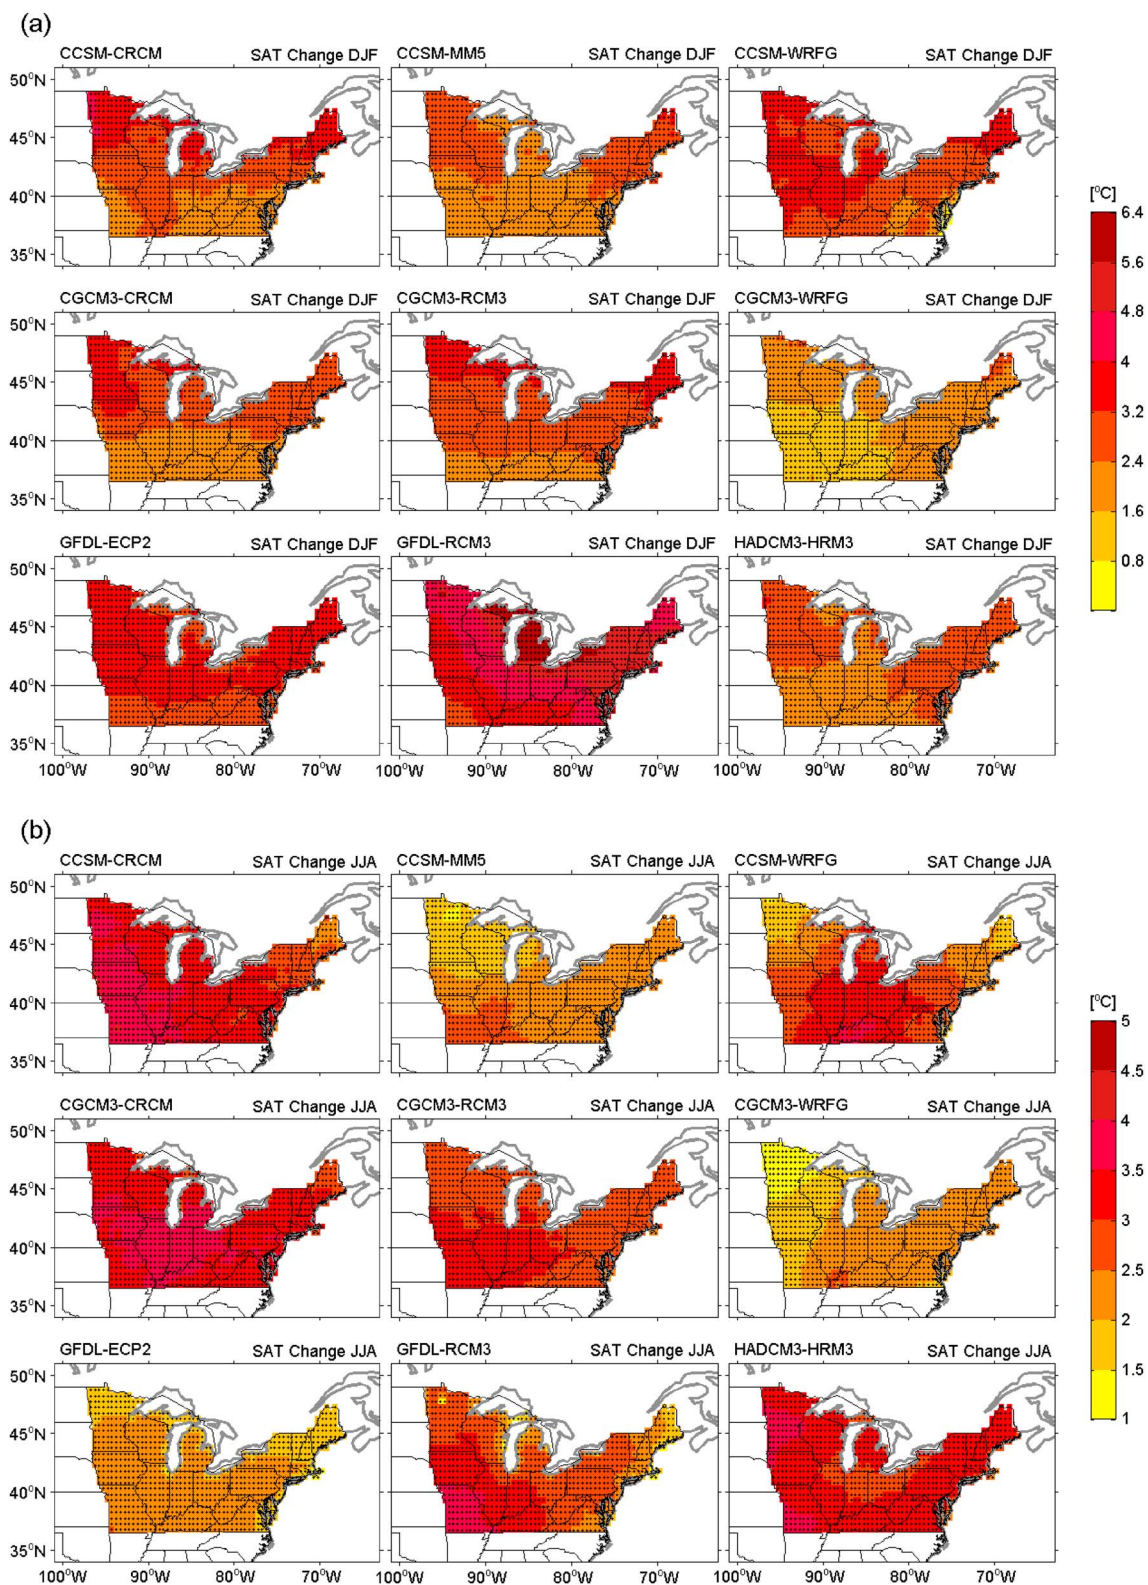 (a)
CCSM-CRCM SAT Change DJF CCSM-MM5 SAT Change DJF CCSM-WRFG SAT Change DJF
50°N
45°N
40°N
35°N
CGCM3-CRCM SAT Change DJF CGCM3-RCM3 SAT Change DJF CGCM3-WRFG SAT Change DJF
50°N
45°N
40°N
35°N
GFDL-ECP2 SAT Change DJF GFDL-RCM3 SAT Change DJF HADCM3-HRM3 SAT Change DJF
50°N
45°N
40°N
35°N
100°W 90°W 80°W 70°W 100°W 90°W 80°W 70°W 100°W 90°W 80°W 70°W
[°C]
6.4
5.6
4.8
4
3.2
2.4
1.6
0.8
(b)
CCSM-CRCM SAT Change JJA CCSM-MM5 SAT Change JJA CCSM-WRFG SAT Change JJA
50°N
45°N
40°N
35°N
CGCM3-CRCM SAT Change JJA CGCM3-RCM3 SAT Change JJA CGCM3-WRFG SAT Change JJA
50°N
45°N
40°N
35°N
GFDL-ECP2 SAT Change JJA GFDL-RCM3 SAT Change JJA HADCM3-HRM3 SAT Change JJA
50°N
45°N
40°N
35°N
100°W 90°W 80°W 70°W 100°W 90°W 80°W 70°W 100°W 90°W 80°W 70°W
[°C]
5
4.5
4
3.5
3
2.5
2
1.5
1